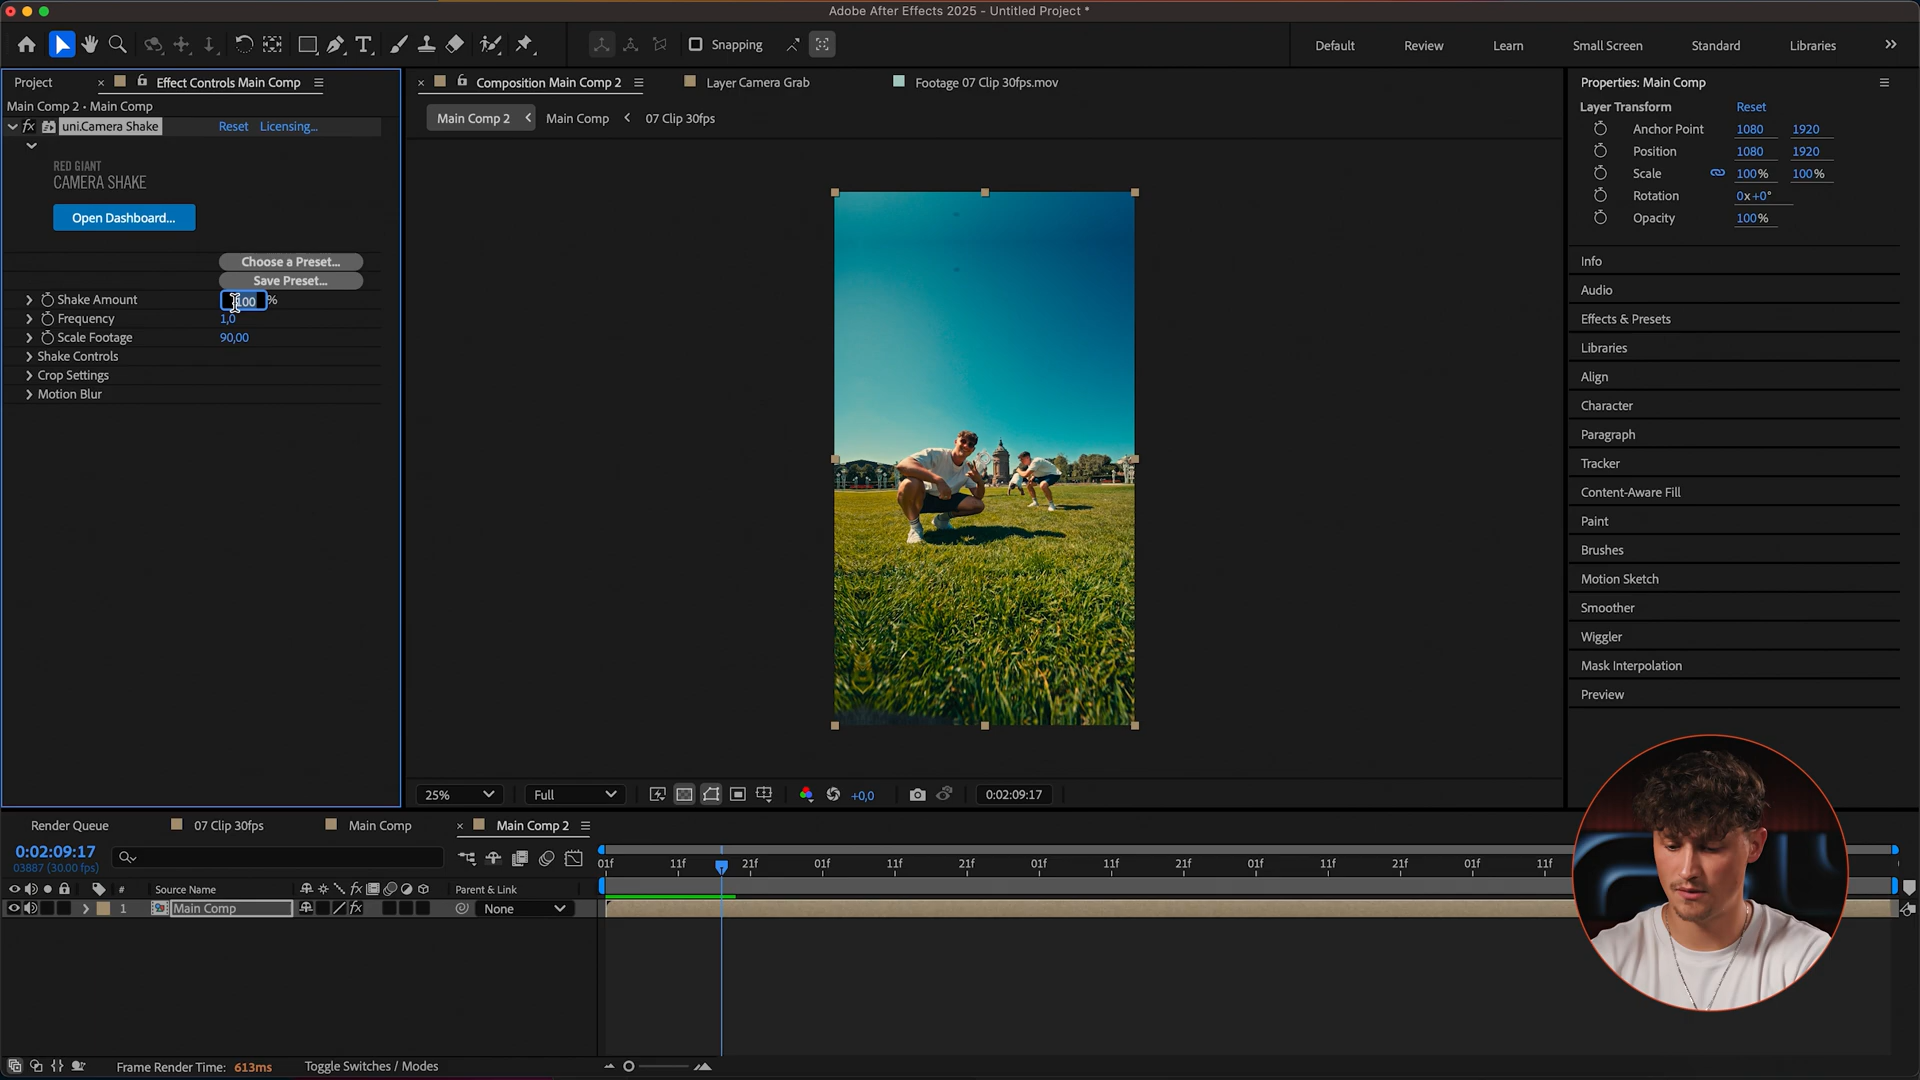 Adobe After Effects 2025 - Untitled Project *
Snapping
Default
Review
Learn
Small Screen
Standard
Libraries
Project
Effect Controls Main Comp
Main Comp 2 • Main Comp
fx uni.Camera Shake
Reset
Licensing...
RED GIANT
CAMERA SHAKE
Open Dashboard...
Choose a Preset...
Save Preset...
Shake Amount
100 %
Frequency
1,0
Scale Footage
90,00
Shake Controls
Crop Settings
Motion Blur
Composition Main Comp 2
Layer Camera Grab
Footage 07 Clip 30fps.mov
Main Comp 2
Main Comp
07 Clip 30fps
25%
Full
+0,0
0:02:09:17
Properties: Main Comp
Layer Transform
Reset
Anchor Point
1080
1920
Position
1080
1920
Scale
100%
100%
Rotation
0x+0°
Opacity
100%
Info
Audio
Effects & Presets
Libraries
Align
Character
Paragraph
Tracker
Content-Aware Fill
Paint
Brushes
Motion Sketch
Smoother
Wiggler
Mask Interpolation
Preview
Render Queue
07 Clip 30fps
Main Comp
Main Comp 2
0:02:09:17
03887 (30.00 fps)
01f 11f 21f 01f 11f 21f 01f 11f 21f 01f 11f 21f 01f 11f
#
Source Name
fx
Parent & Link
1
Main Comp
fx
None
Frame Render Time: 613ms
Toggle Switches / Modes